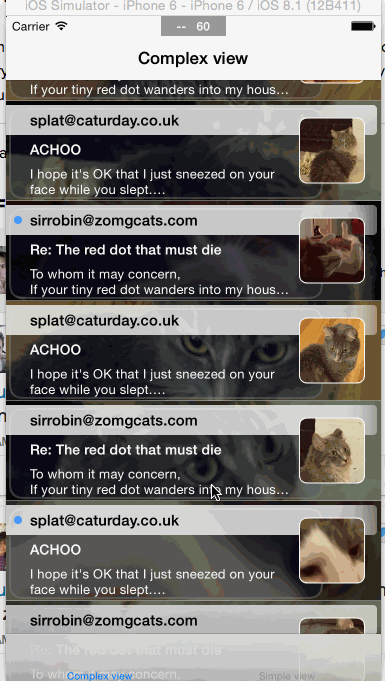 iOS Simulator - iPhone 6 - iPhone 6 / iOS 8.1 (12B411)
Carrer -- 60
Complex view
If your tiny red dot wanders into my hous…
splat@caturday.co.uk
ACHOO
I hope it's OK that I just sneezed on your
face while you slept….
sirrobin@zomgcats.com
Re: The red dot that must die
To whom it may concern,
If your tiny red dot wanders into my hous…
splat@caturday.co.uk
ACHOO
I hope it's OK that I just sneezed on your
face while you slept….
sirrobin@zomgcats.com
Re: The red dot that must die
To whom it may concern,
If your tiny red dot wanders into my hous…
splat@caturday.co.uk
ACHOO
I hope it's OK that I just sneezed on your
face while you slept….
sirrobin@zomgcats.com
Re: The red dot that must die
Complex view Simple view